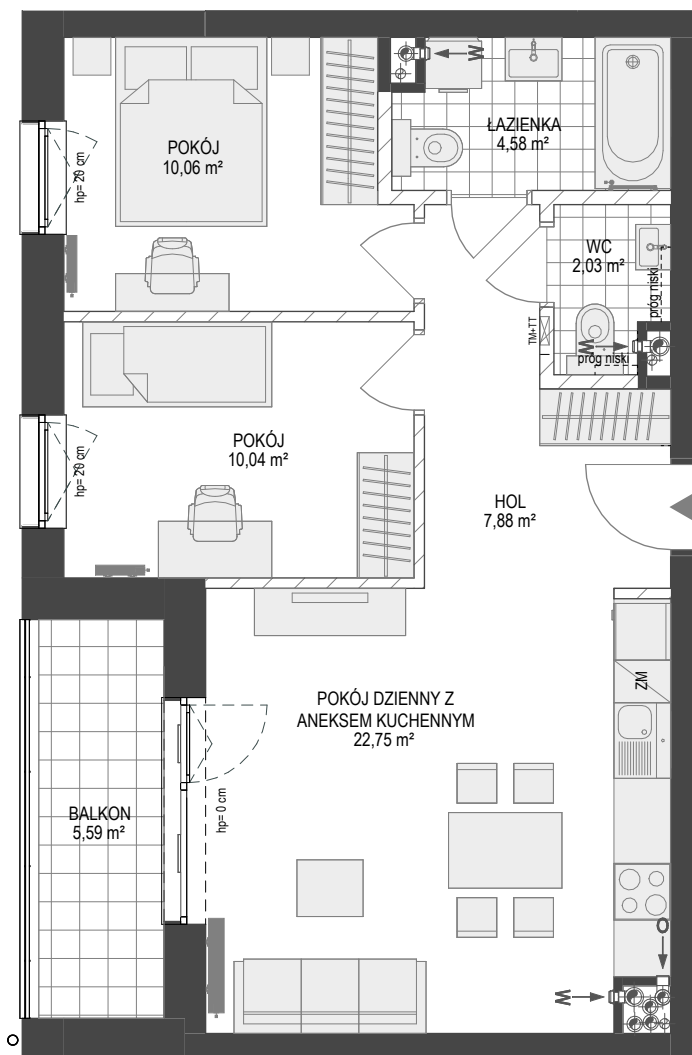 W
ŁAZIENKA
4,58 m²
POKÓJ
10,06 m²
hp= 20 cm
WC
2,03 m²
próg niski
TM+TT
W
próg niski
POKÓJ
10,04 m²
hp= 20 cm
HOL
7,88 m²
ZM
POKÓJ DZIENNY Z
ANEKSEM KUCHENNYM
22,75 m²
BALKON
5,59 m²
hp= 0 cm
O
W